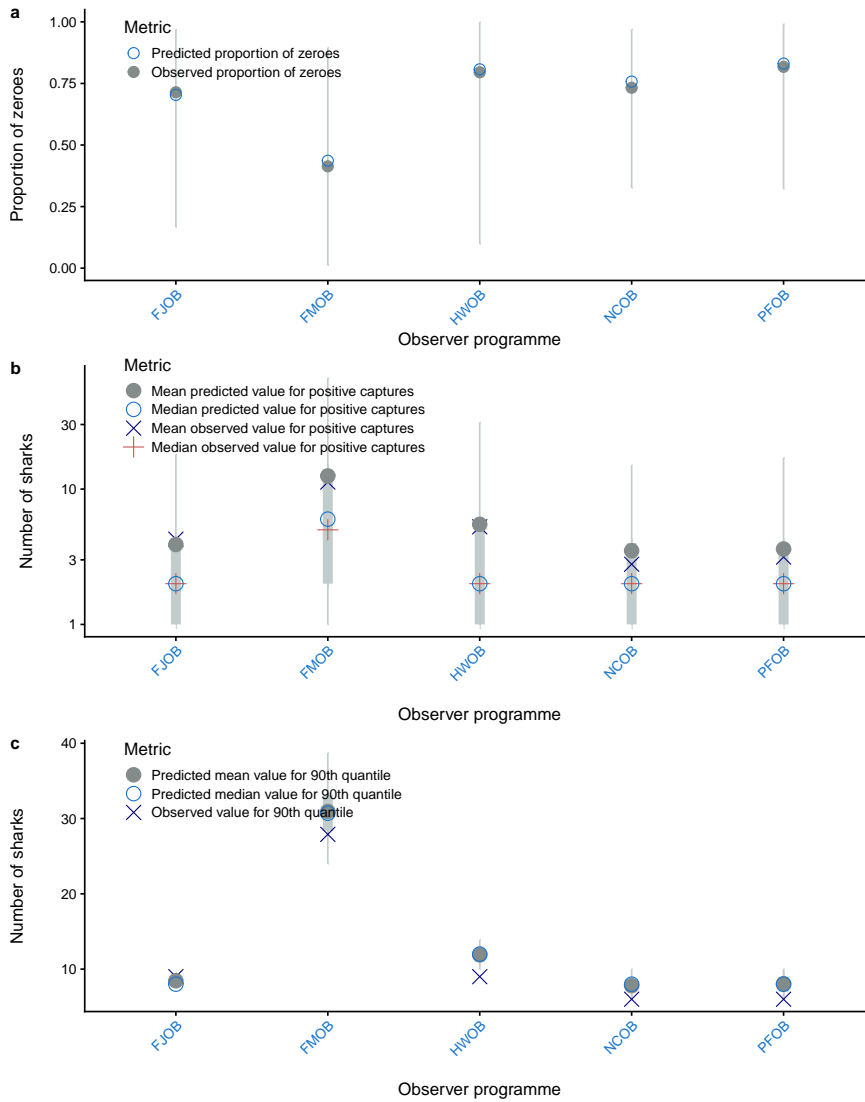 a
Metric
Predicted proportion of zeroes
Observed proportion of zeroes
Proportion of zeroes
1.00
0.75
0.50
0.25
0.00
FJOB
FMOB
HWOB
NCOB
PFOB
Observer programme
b
Metric
Mean predicted value for positive captures
Median predicted value for positive captures
Mean observed value for positive captures
Median observed value for positive captures
Number of sharks
30
10
3
1
FJOB
FMOB
HWOB
NCOB
PFOB
Observer programme
c
Metric
Predicted mean value for 90th quantile
Predicted median value for 90th quantile
Observed value for 90th quantile
Number of sharks
40
30
20
10
FJOB
FMOB
HWOB
NCOB
PFOB
Observer programme